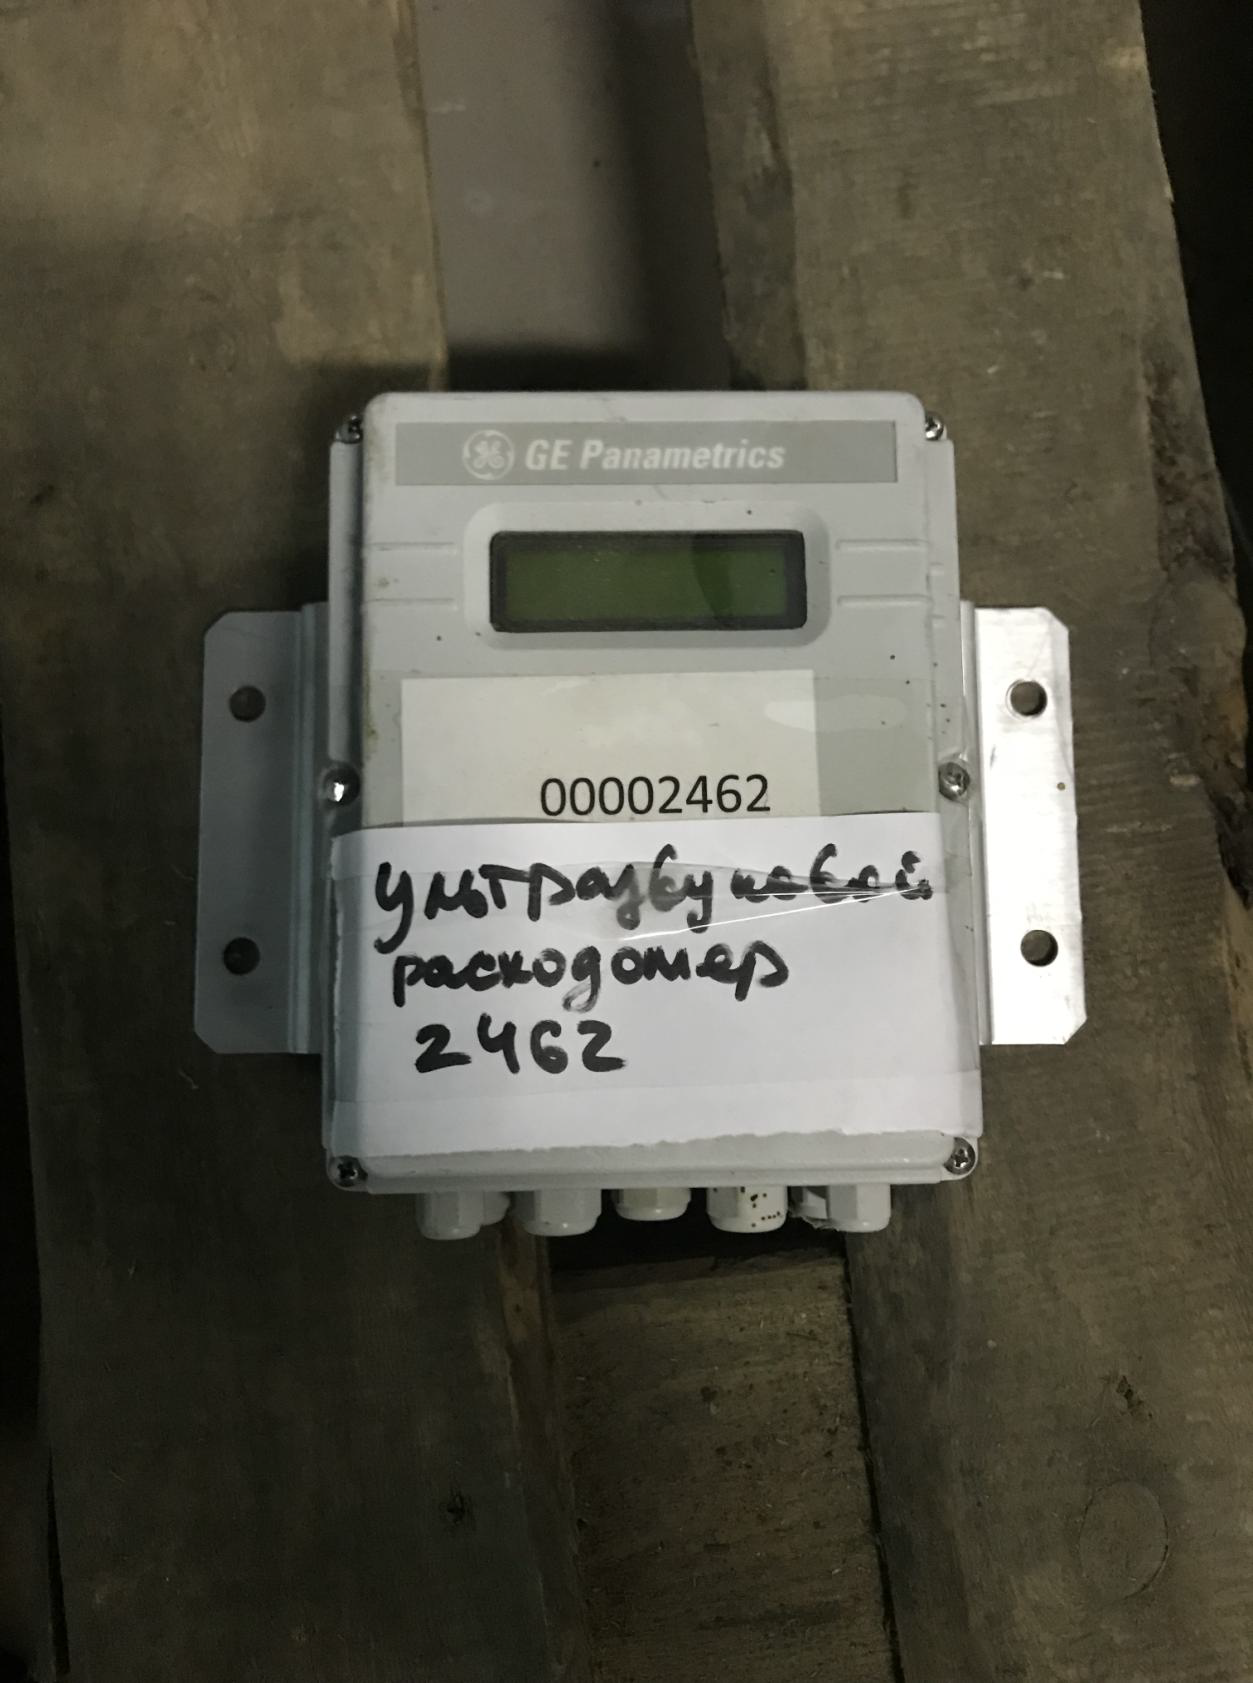 GE Panametrics
00002462
Ультразвуковой
расходомер
2462